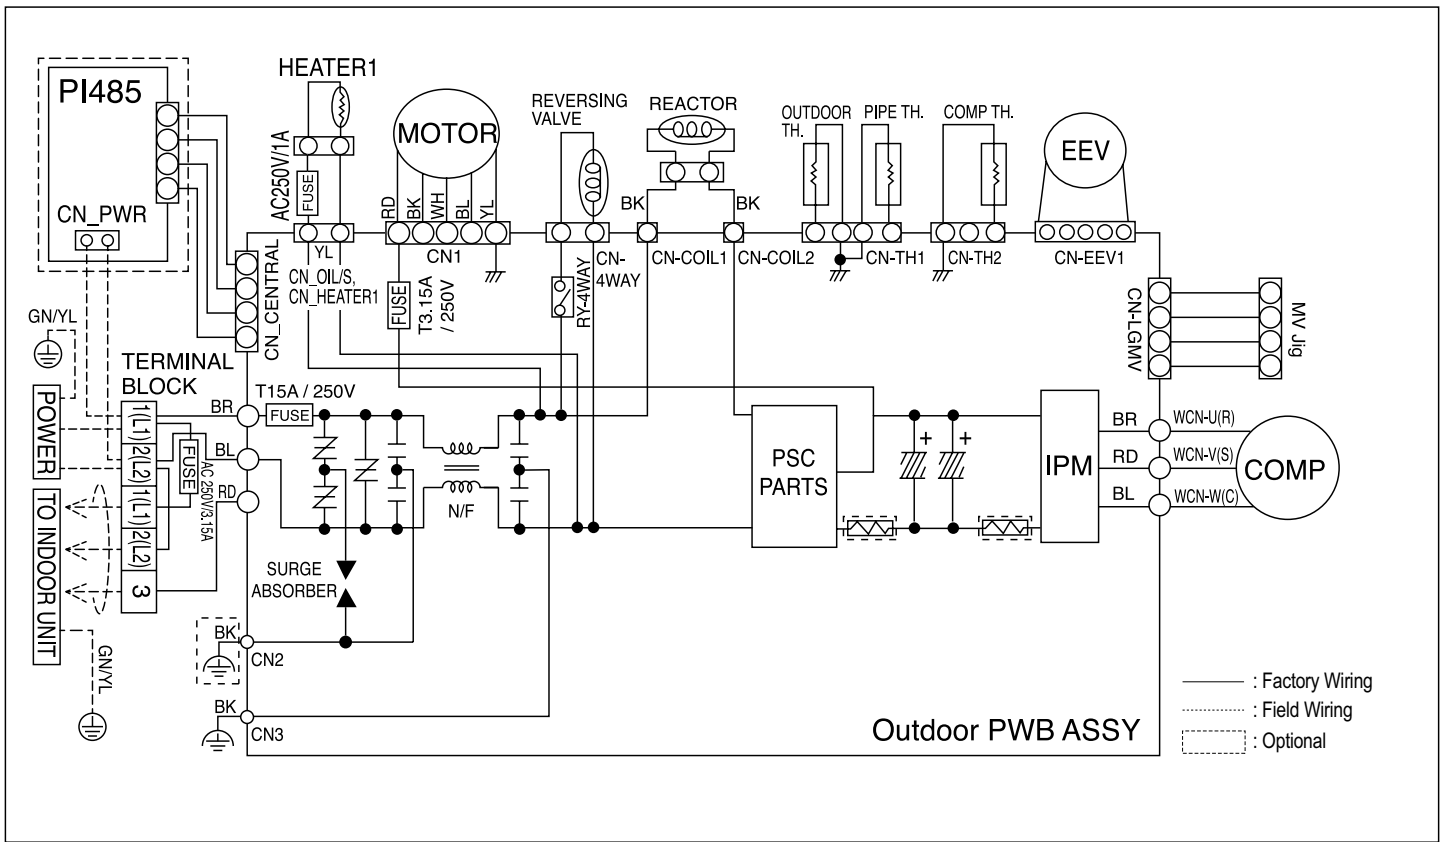 PI485
CN_PWR
HEATER1
AC250V/1A
FUSE
YL
CN_OIL/S,
CN_HEATER1
MOTOR
RD
BK
WH
BL
YL
CN1
FUSE
T3.15A
/ 250V
REVERSING
VALVE
CN-
4WAY
RY-4WAY
REACTOR
BK
BK
CN-COIL1
CN-COIL2
OUTDOOR
TH.
PIPE TH.
CN-TH1
COMP TH.
CN-TH2
EEV
CN-EEV1
CN_CENTRAL
CN-LGMV
MV Jig
GN/YL
TERMINAL
BLOCK
POWER
TO INDOOR UNIT
1(L1)
2(L2)
1(L1)
2(L2)
3
FUSE
AC 250V/3.15A
BR
BL
RD
T15A / 250V
FUSE
N/F
SURGE
ABSORBER
PSC
PARTS
IPM
+
+
BR
RD
BL
WCN-U(R)
WCN-V(S)
WCN-W(C)
COMP
BK
CN2
BK
CN3
GN/YL
Outdoor PWB ASSY
: Factory Wiring
: Field Wiring
: Optional